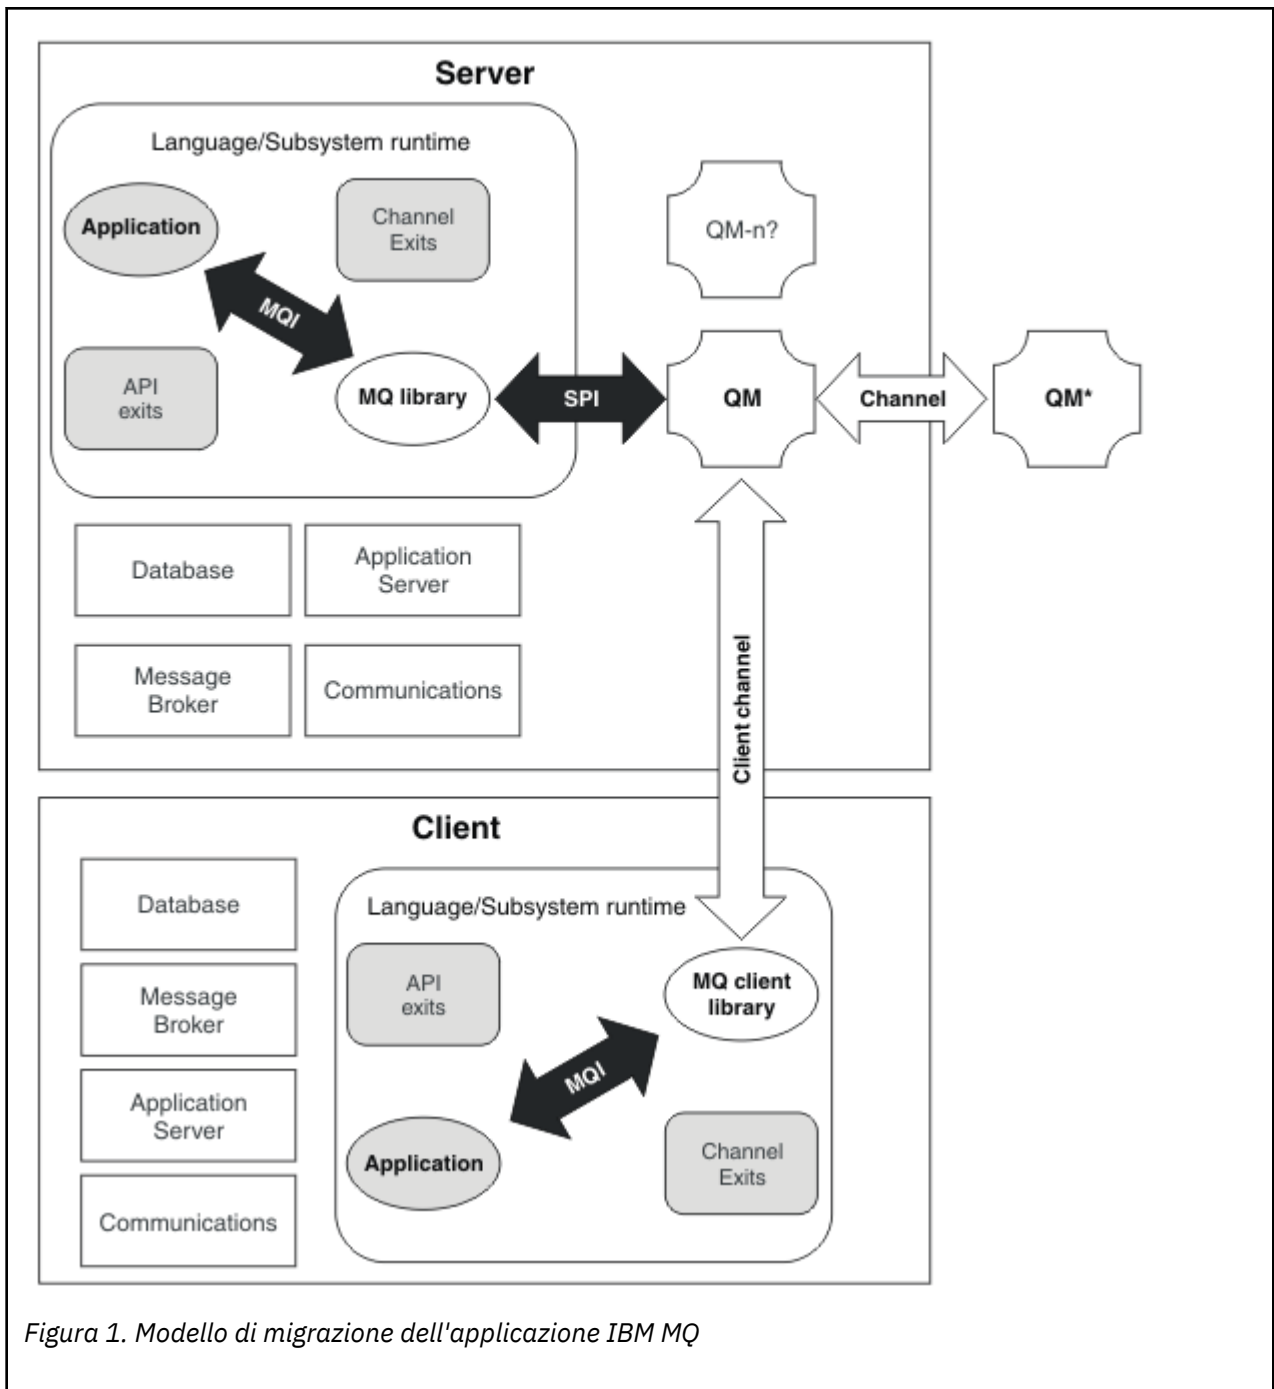 Server
Language/Subsystem runtime
Application
Channel
Exits
MQI
API
exits
MQ library
SPI
QM-n?
QM
Channel
QM*
Database
Application
Server
Message
Broker
Communications
Client channel
Client
Database
Message
Broker
Application
Server
Communications
Language/Subsystem runtime
API
exits
MQ client
library
MQI
Application
Channel
Exits
Figura 1. Modello di migrazione dell'applicazione IBM MQ